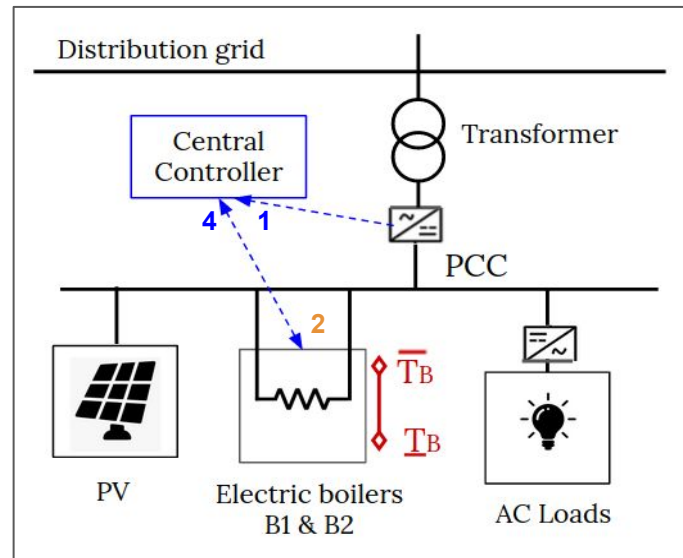 Distribution grid
Transformer
Central
Controller
4
1
PCC
2
T̅B
T̲B
PV
Electric boilers
B1 & B2
AC Loads